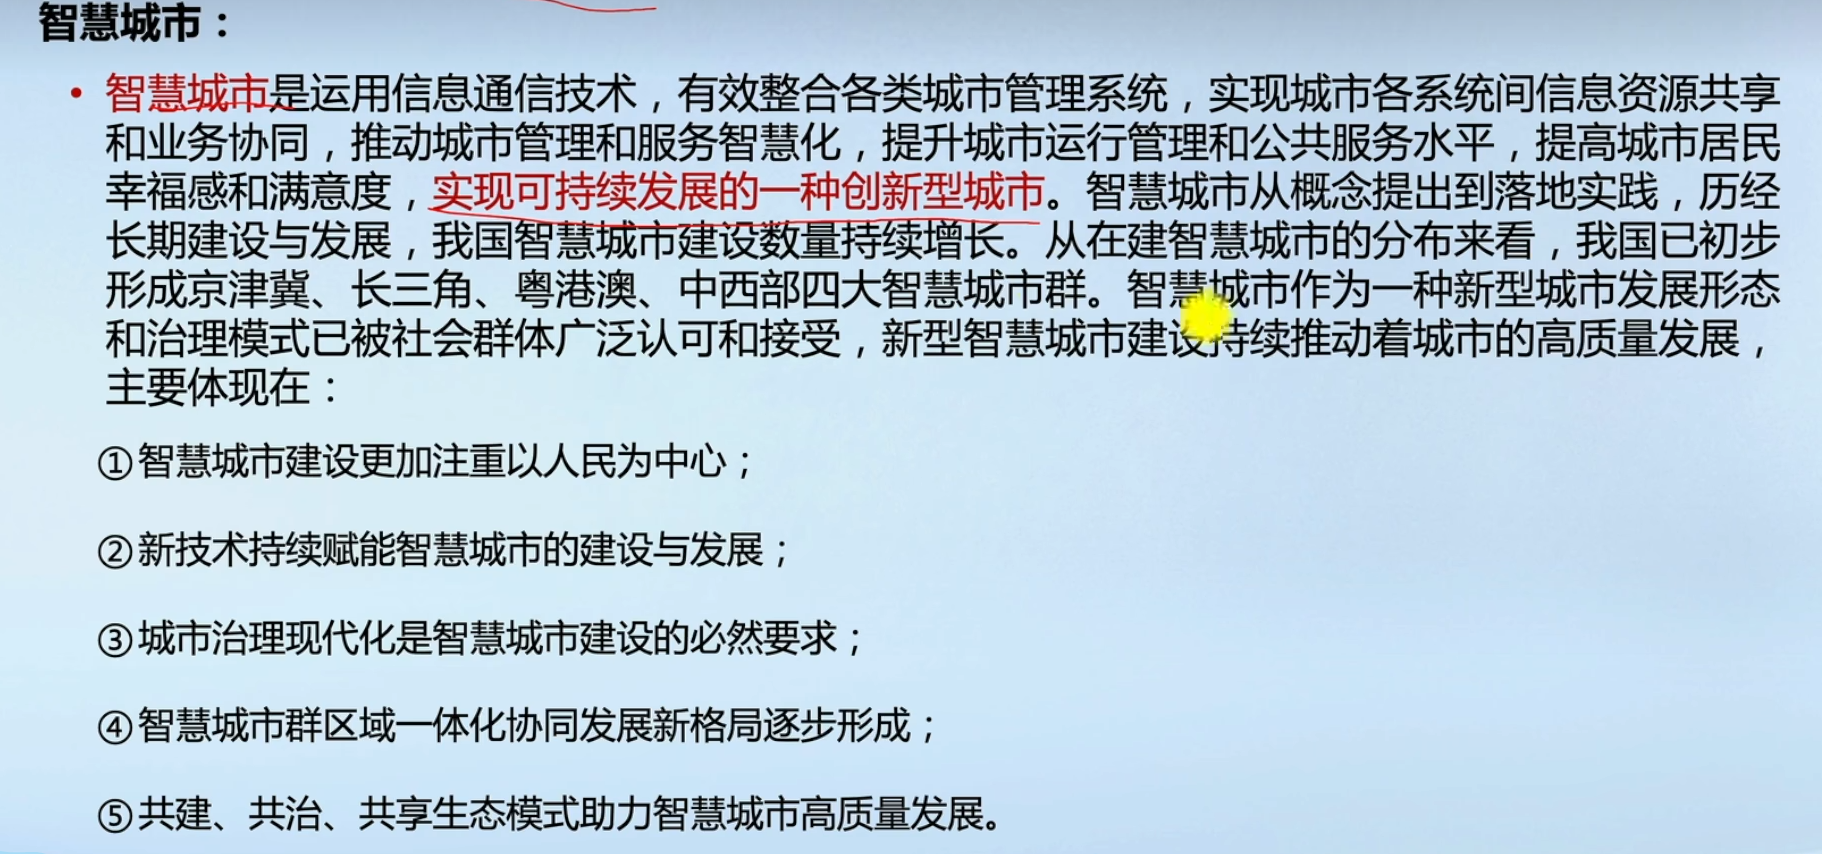 智慧城市：
• 智慧城市是运用信息通信技术，有效整合各类城市管理系统，实现城市各系统间信息资源共享
和业务协同，推动城市管理和服务智慧化，提升城市运行管理和公共服务水平，提高城市居民
幸福感和满意度，实现可持续发展的一种创新型城市。智慧城市从概念提出到落地实践，历经
长期建设与发展，我国智慧城市建设数量持续增长。从在建智慧城市的分布来看，我国已初步
形成京津冀、长三角、粤港澳、中西部四大智慧城市群。智慧城市作为一种新型城市发展形态
和治理模式已被社会群体广泛认可和接受，新型智慧城市建设持续推动着城市的高质量发展，
主要体现在：
①智慧城市建设更加注重以人民为中心；
②新技术持续赋能智慧城市的建设与发展；
③城市治理现代化是智慧城市建设的必然要求；
④智慧城市群区域一体化协同发展新格局逐步形成；
⑤共建、共治、共享生态模式助力智慧城市高质量发展。